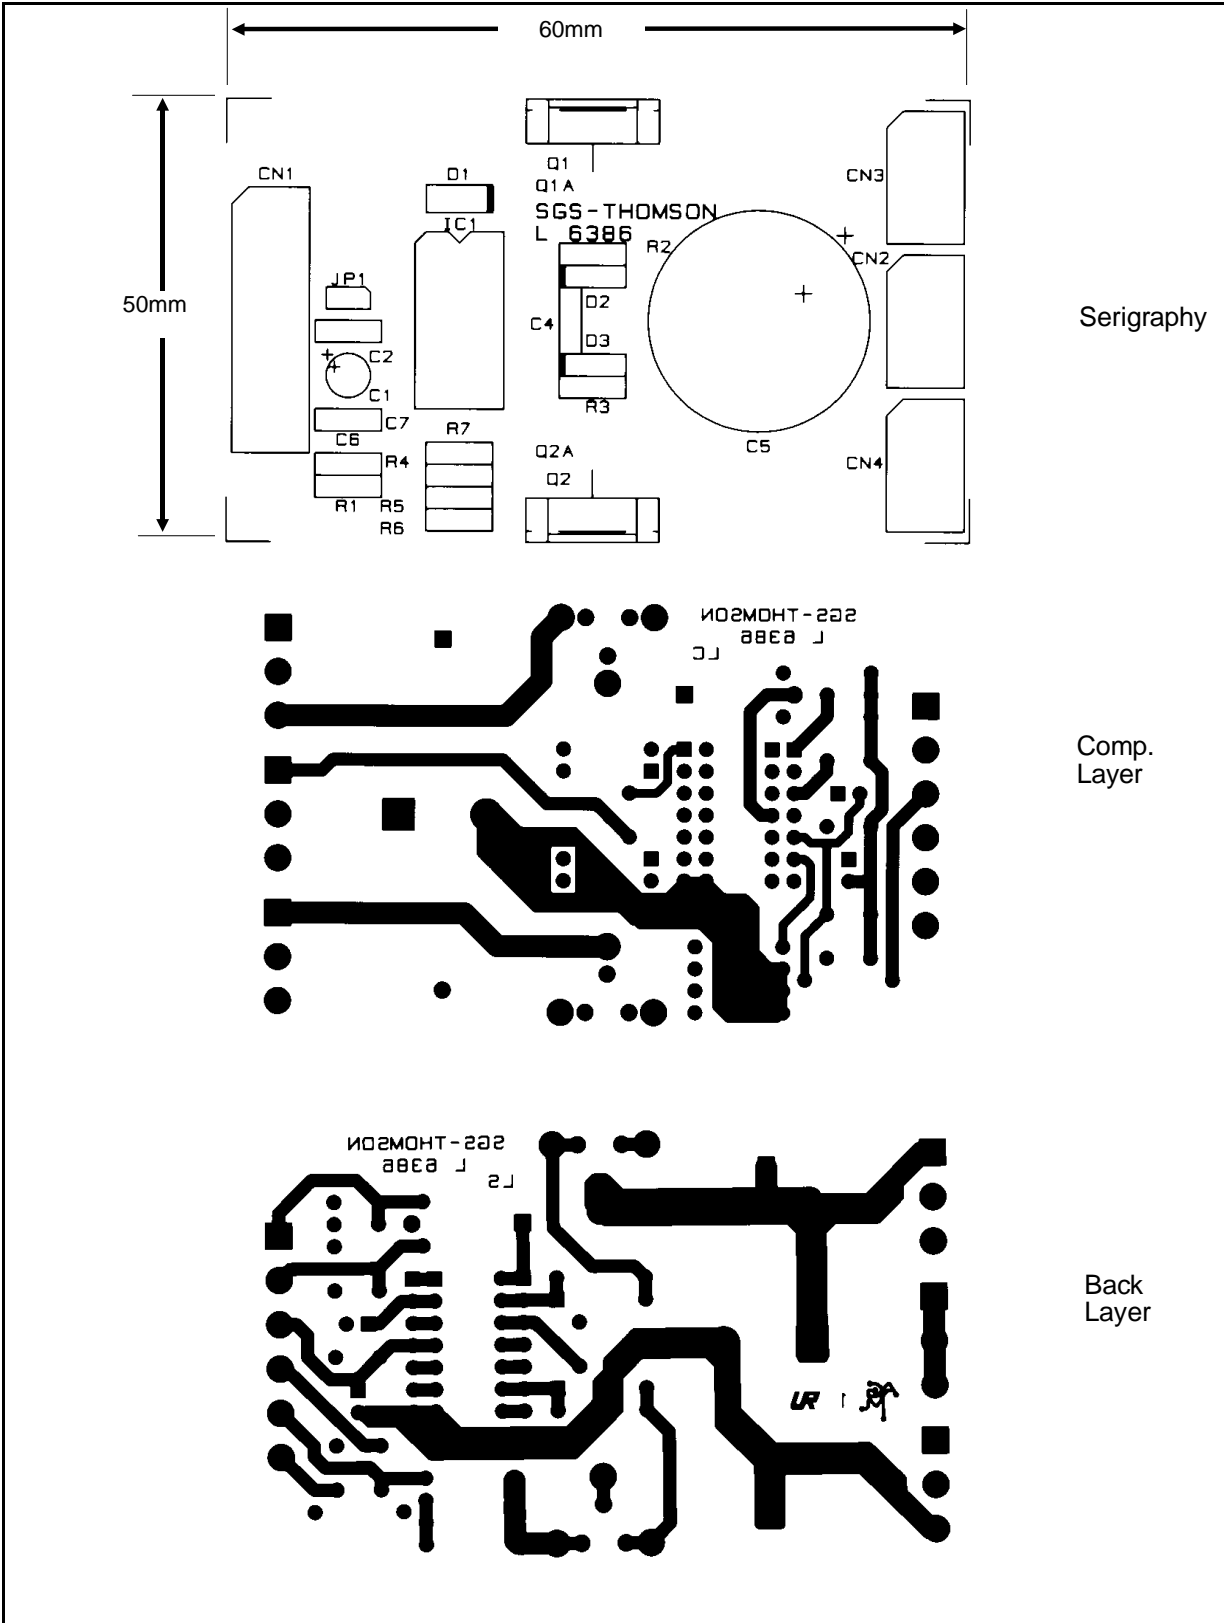 60mm
50mm
CN1
D1
Q1
Q1A
SGS-THOMSON
L 6386
IC1
R2
CN3
CN2
JP1
D2
C4
D3
C2
C1
C7
C6
R4
R1
R7
R5
R6
R3
Q2A
Q2
C5
CN4
Serigraphy
SGS-THOMSON
L 6386
LC
Comp.
Layer
SGS-THOMSON
L 6386
LS
Back
Layer
1